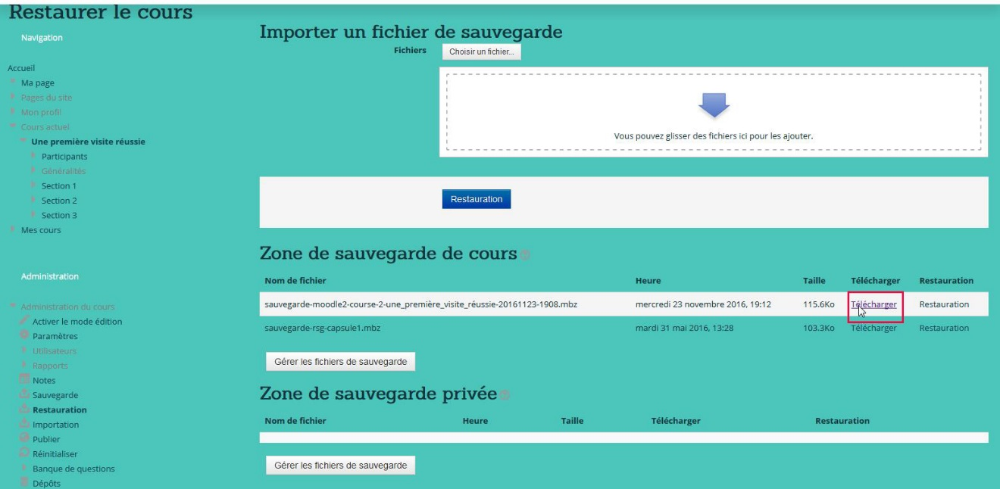 Restaurer le cours
Navigation
Accueil
Ma page
Pages du site
Mon profil
Cours actuel
Une première visite réussie
Participants
Généralités
Section 1
Section 2
Section 3
Mes cours
Administration
Administration du cours
Activer le mode édition
Paramètres
Utilisateurs
Rapports
Notes
Sauvegarde
Restauration
Importation
Publier
Réinitialiser
Banque de questions
Dépôts
Importer un fichier de sauvegarde
Fichiers Choisir un fichier...
Vous pouvez glisser des fichiers ici pour les ajouter.
Restauration
Zone de sauvegarde de cours
Nom de fichier Heure Taille Télécharger Restauration
sauvegarde-moodle2-course-2-une_première_visite_réussie-20161123-1908.mbz mercredi 23 novembre 2016, 19:12 115.6Ko Télécharger Restauration
sauvegarde-rsg-capsule1.mbz mardi 31 mai 2016, 13:28 103.3Ko Télécharger Restauration
Gérer les fichiers de sauvegarde
Zone de sauvegarde privée
Nom de fichier Heure Taille Télécharger Restauration
Gérer les fichiers de sauvegarde